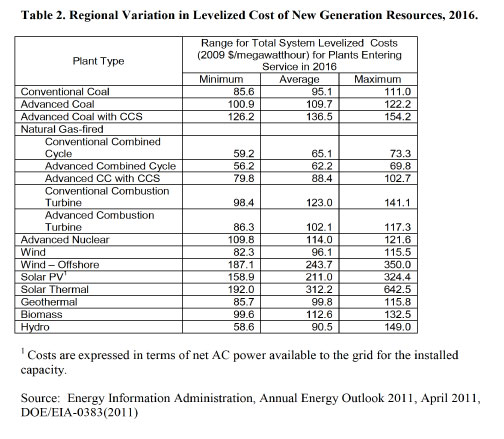 Table 2. Regional Variation in Levelized Cost of New Generation Resources, 2016.
Plant Type
Range for Total System Levelized Costs
(2009 $/megawatthour) for Plants Entering
Service in 2016
Minimum Average Maximum
Conventional Coal 85.6 95.1 111.0
Advanced Coal 100.9 109.7 122.2
Advanced Coal with CCS 126.2 136.5 154.2
Natural Gas-fired
Conventional Combined
Cycle 59.2 65.1 73.3
Advanced Combined Cycle 56.2 62.2 69.8
Advanced CC with CCS 79.8 88.4 102.7
Conventional Combustion
Turbine 98.4 123.0 141.1
Advanced Combustion
Turbine 86.3 102.1 117.3
Advanced Nuclear 109.8 114.0 121.6
Wind 82.3 96.1 115.5
Wind – Offshore 187.1 243.7 350.0
Solar PV¹ 158.9 211.0 324.4
Solar Thermal 192.0 312.2 642.5
Geothermal 85.7 99.8 115.8
Biomass 99.6 112.6 132.5
Hydro 58.6 90.5 149.0
¹ Costs are expressed in terms of net AC power available to the grid for the installed
capacity.
Source: Energy Information Administration, Annual Energy Outlook 2011, April 2011,
DOE/EIA-0383(2011)